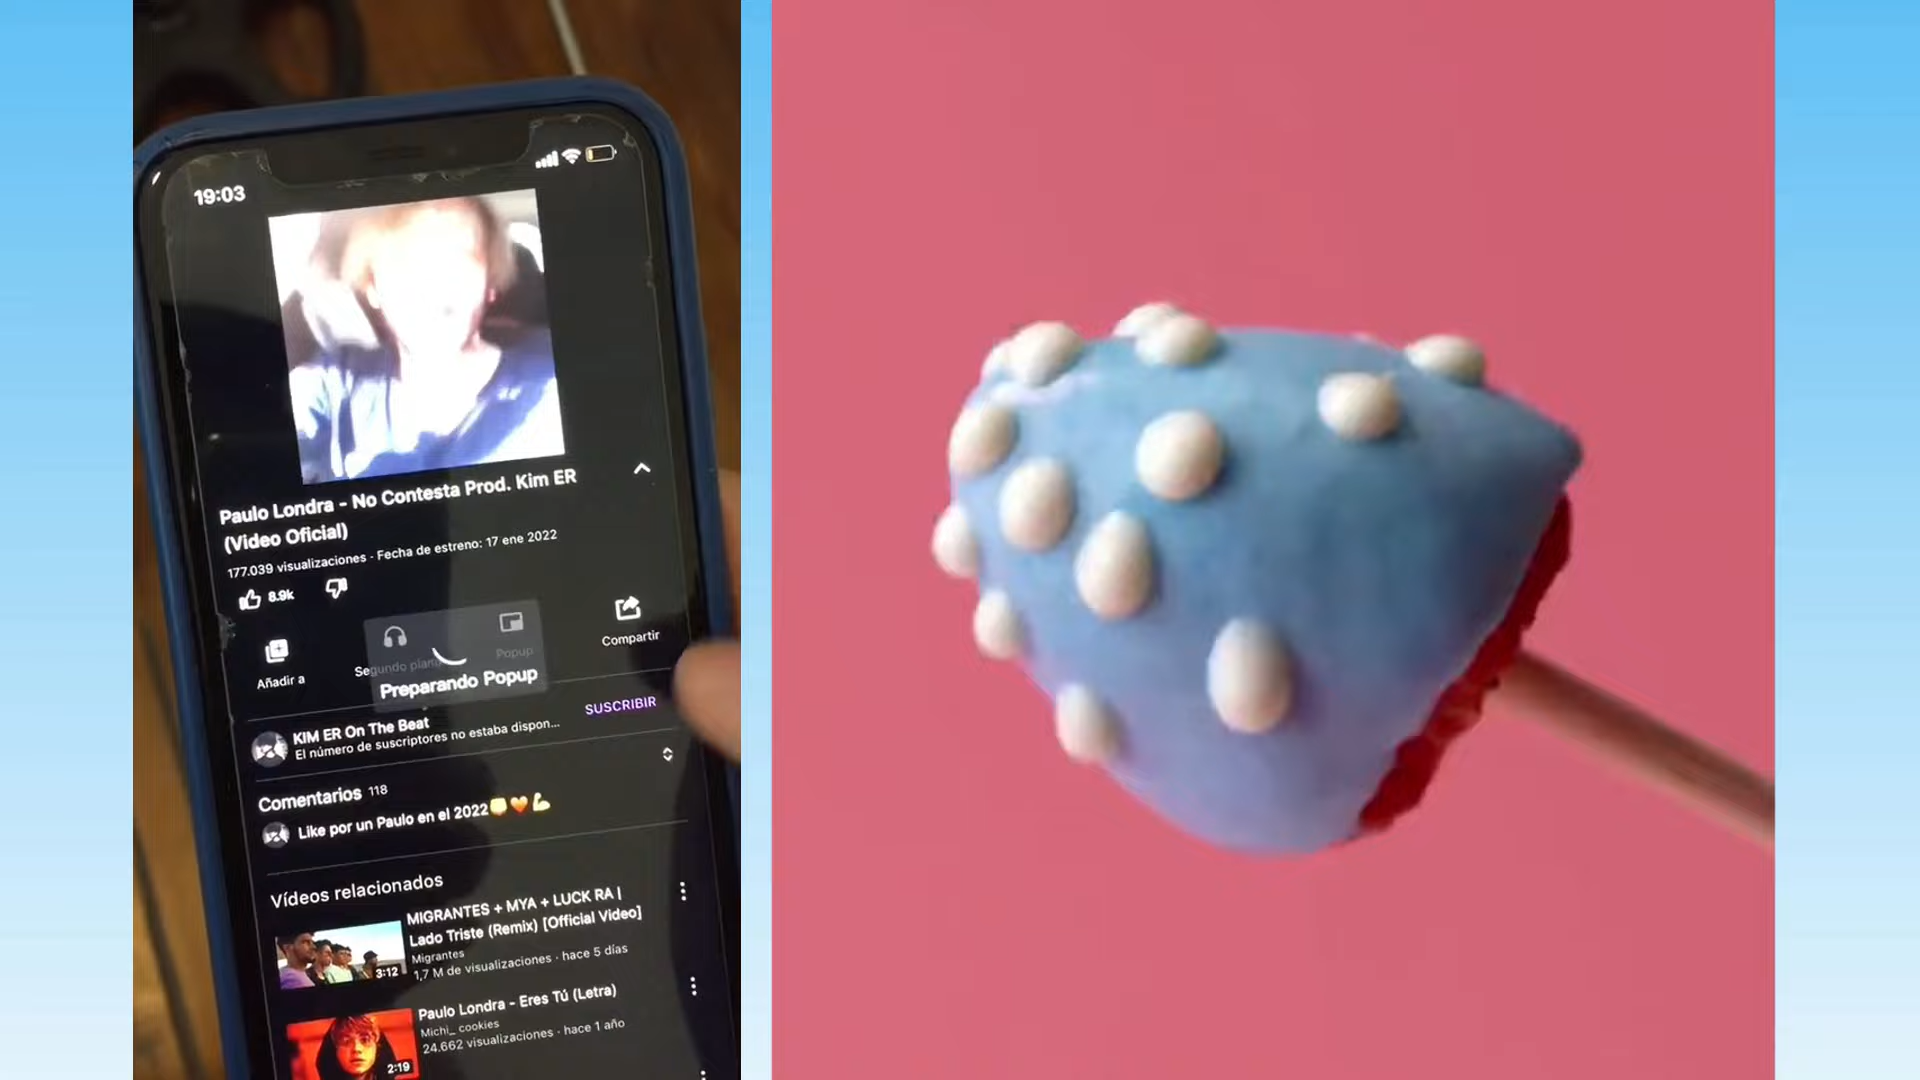 19:03
Paulo Londra - No Contesta Prod. Kim ER
(Video Oficial)
177.039 visualizaciones · Fecha de estreno: 17 ene 2022
8.9k
Añadir a
Segundo plano
Popup
Compartir
Preparando Popup
KIM ER On The Beat
El número de suscriptores no estaba dispon...
SUSCRIBIR
Comentarios 118
Like por un Paulo en el 2022
Vídeos relacionados
MIGRANTES + MYA + LUCK RA |
Lado Triste (Remix) [Official Video]
Migrantes
1,7 M de visualizaciones · hace 5 días
3:12
Paulo Londra - Eres Tú (Letra)
Michi_ cookies
24.662 visualizaciones · hace 1 año
2:19